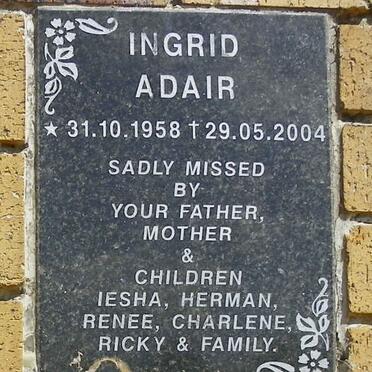 INGRID
ADAIR
★ 31.10.1958 † 29.05.2004
SADLY MISSED
BY
YOUR FATHER,
MOTHER
&
CHILDREN
IESHA, HERMAN,
RENEE, CHARLENE,
RICKY & FAMILY.